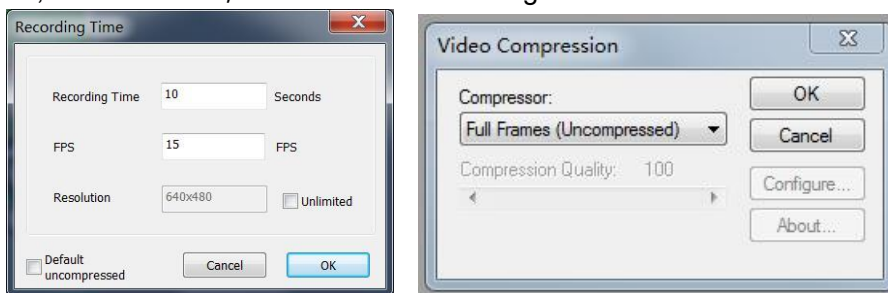 Recording Time
Recording Time 10 Seconds
FPS 15 FPS
Resolution 640x480 Unlimited
Default
uncompressed
Cancel OK
Video Compression
Compressor:
Full Frames (Uncompressed)
Compression Quality: 100
OK
Cancel
Configure...
About...